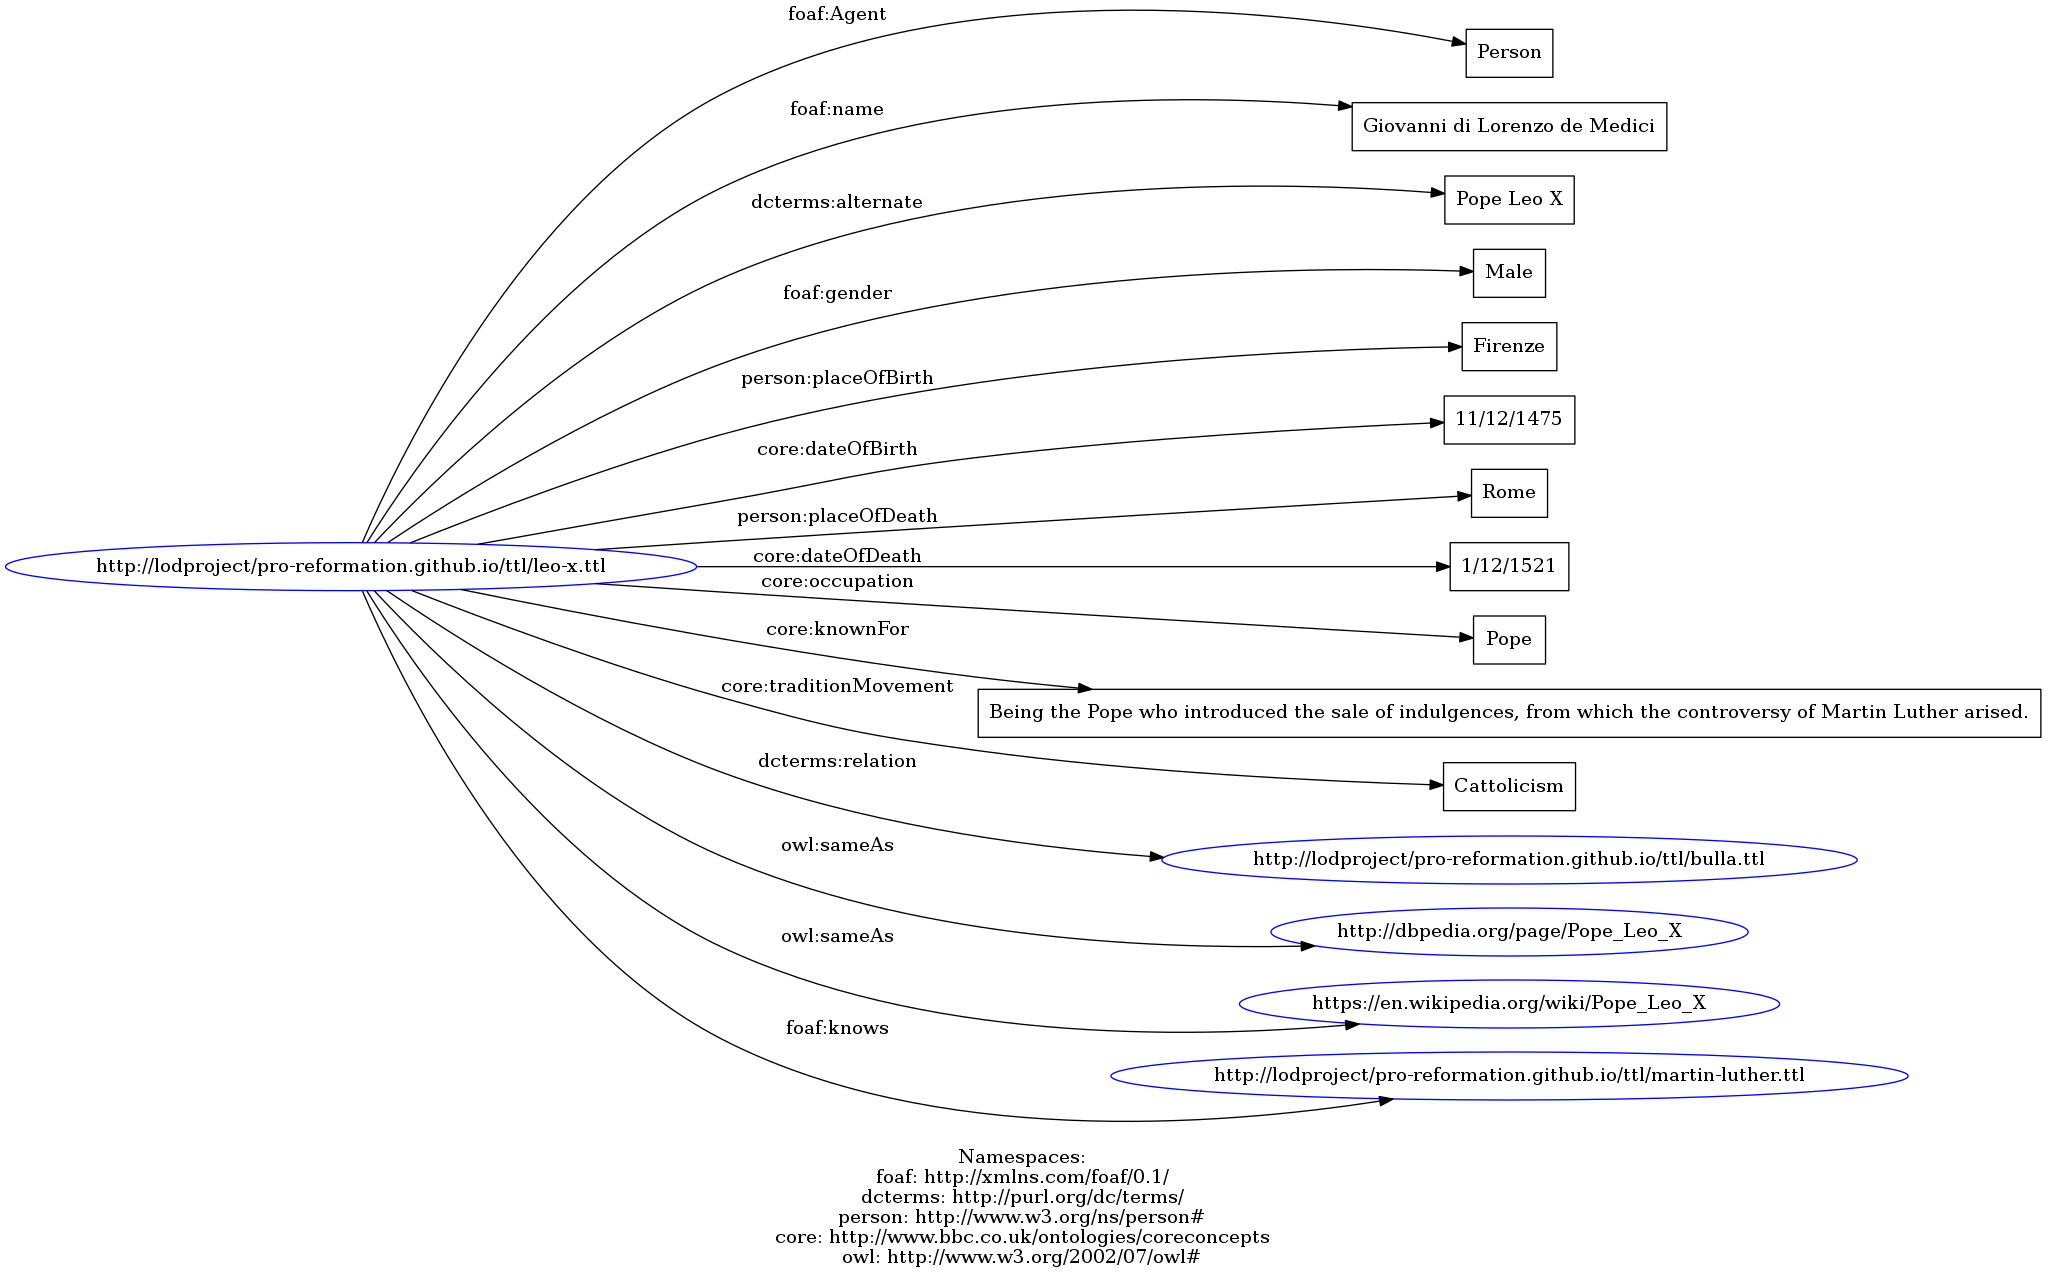 foaf:Agent
Person
foaf:name
Giovanni di Lorenzo de Medici
dcterms:alternate
Pope Leo X
foaf:gender
Male
person:placeOfBirth
Firenze
core:dateOfBirth
11/12/1475
person:placeOfDeath
Rome
http://lodproject/pro-reformation.github.io/ttl/leo-x.ttl
core:dateOfDeath
1/12/1521
core:occupation
Pope
core:knownFor
Being the Pope who introduced the sale of indulgences, from which the controversy of Martin Luther arised.
core:traditionMovement
Cattolicism
dcterms:relation
http://lodproject/pro-reformation.github.io/ttl/bulla.ttl
owl:sameAs
http://dbpedia.org/page/Pope_Leo_X
owl:sameAs
https://en.wikipedia.org/wiki/Pope_Leo_X
foaf:knows
http://lodproject/pro-reformation.github.io/ttl/martin-luther.ttl
Namespaces:
foaf: http://xmlns.com/foaf/0.1/
dcterms: http://purl.org/dc/terms/
person: http://www.w3.org/ns/person#
core: http://www.bbc.co.uk/ontologies/coreconcepts
owl: http://www.w3.org/2002/07/owl#